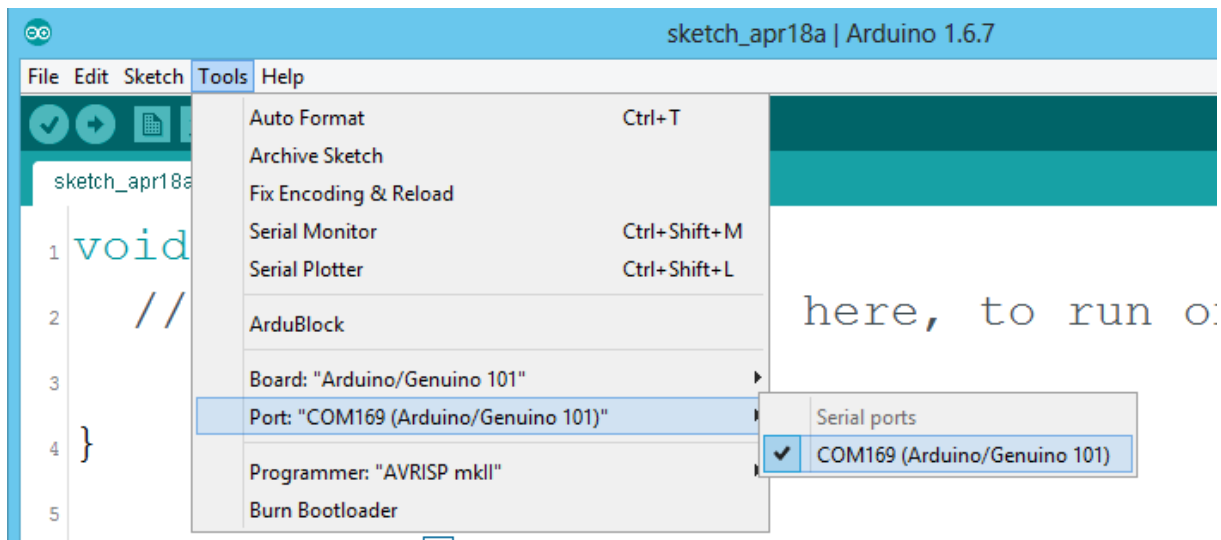 sketch_apr18a | Arduino 1.6.7
File Edit Sketch Tools Help
Auto Format Ctrl+T
Archive Sketch
sketch_apr18a
Fix Encoding & Reload
Serial Monitor Ctrl+Shift+M
1 void
Serial Plotter Ctrl+Shift+L
2 // here, to run
ArduBlock
3 Board: "Arduino/Genuino 101"
Port: "COM169 (Arduino/Genuino 101)" Serial ports
4 } COM169 (Arduino/Genuino 101)
Programmer: "AVRISP mkII"
5 Burn Bootloader